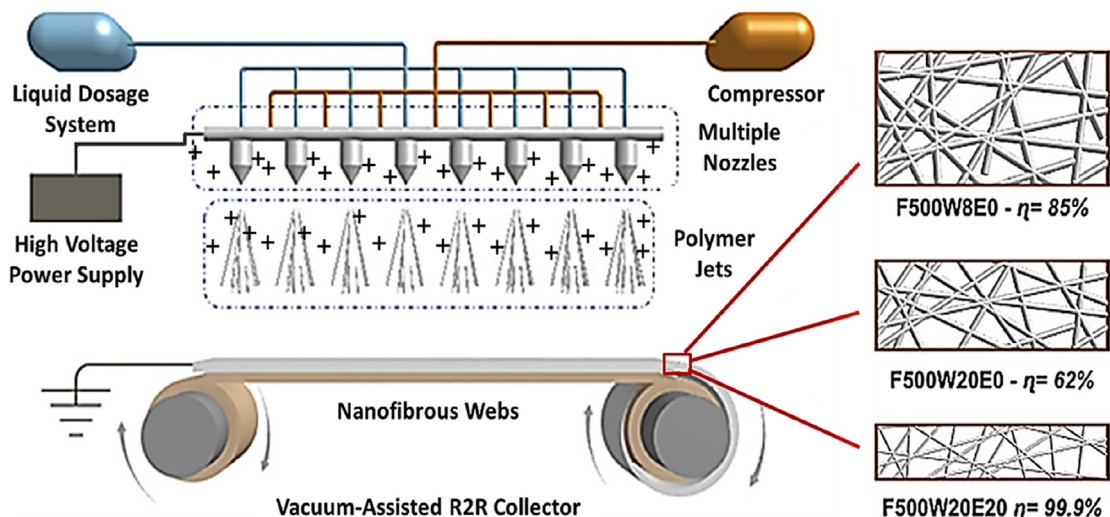 Liquid Dosage
System
Compressor
Multiple
Nozzles
High Voltage
Power Supply
Polymer
Jets
Nanofibrous Webs
Vacuum-Assisted R2R Collector
F500W8E0 - η= 85%
F500W20E0 - η= 62%
F500W20E20 η= 99.9%